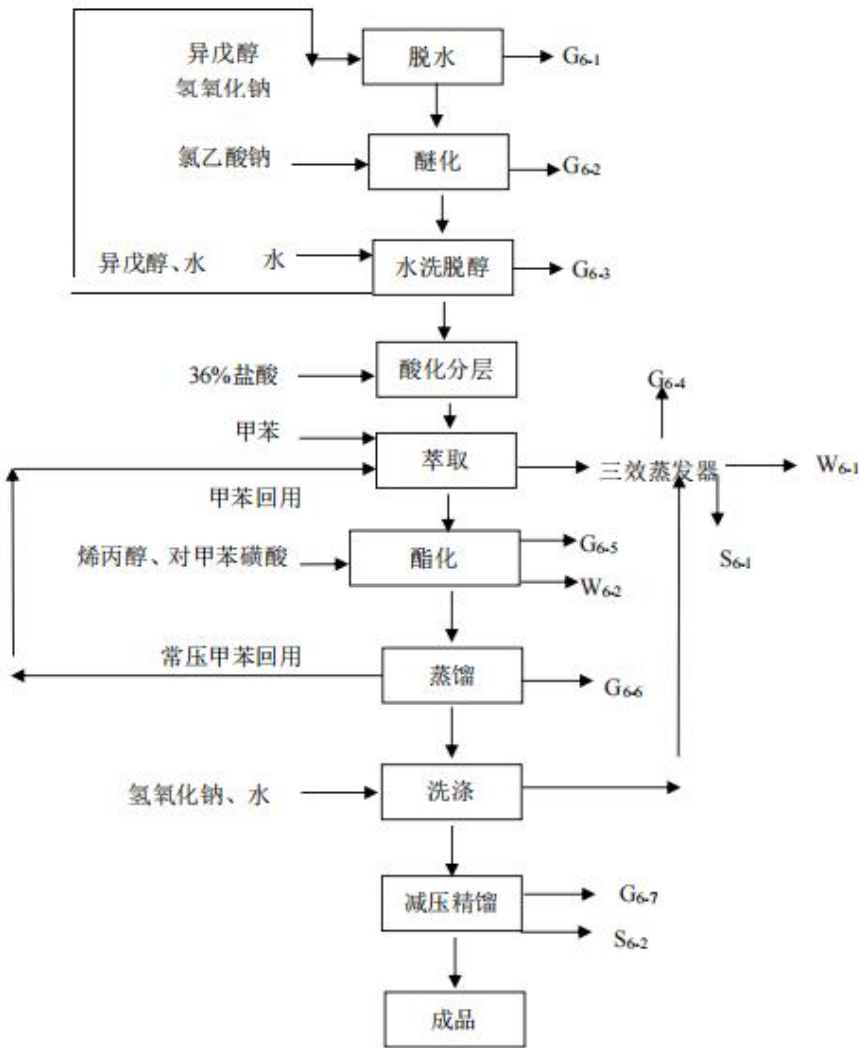 异戊醇
氢氧化钠
脱水
G6-1
氯乙酸钠
醚化
G6-2
异戊醇、水
水
水洗脱醇
G6-3
36%盐酸
酸化分层
G6-4
甲苯
萃取
三效蒸发器
W6-1
甲苯回用
S6-1
烯丙醇、对甲苯磺酸
酯化
G6-5
W6-2
常压甲苯回用
蒸馏
G6-6
氢氧化钠、水
洗涤
减压精馏
G6-7
S6-2
成品